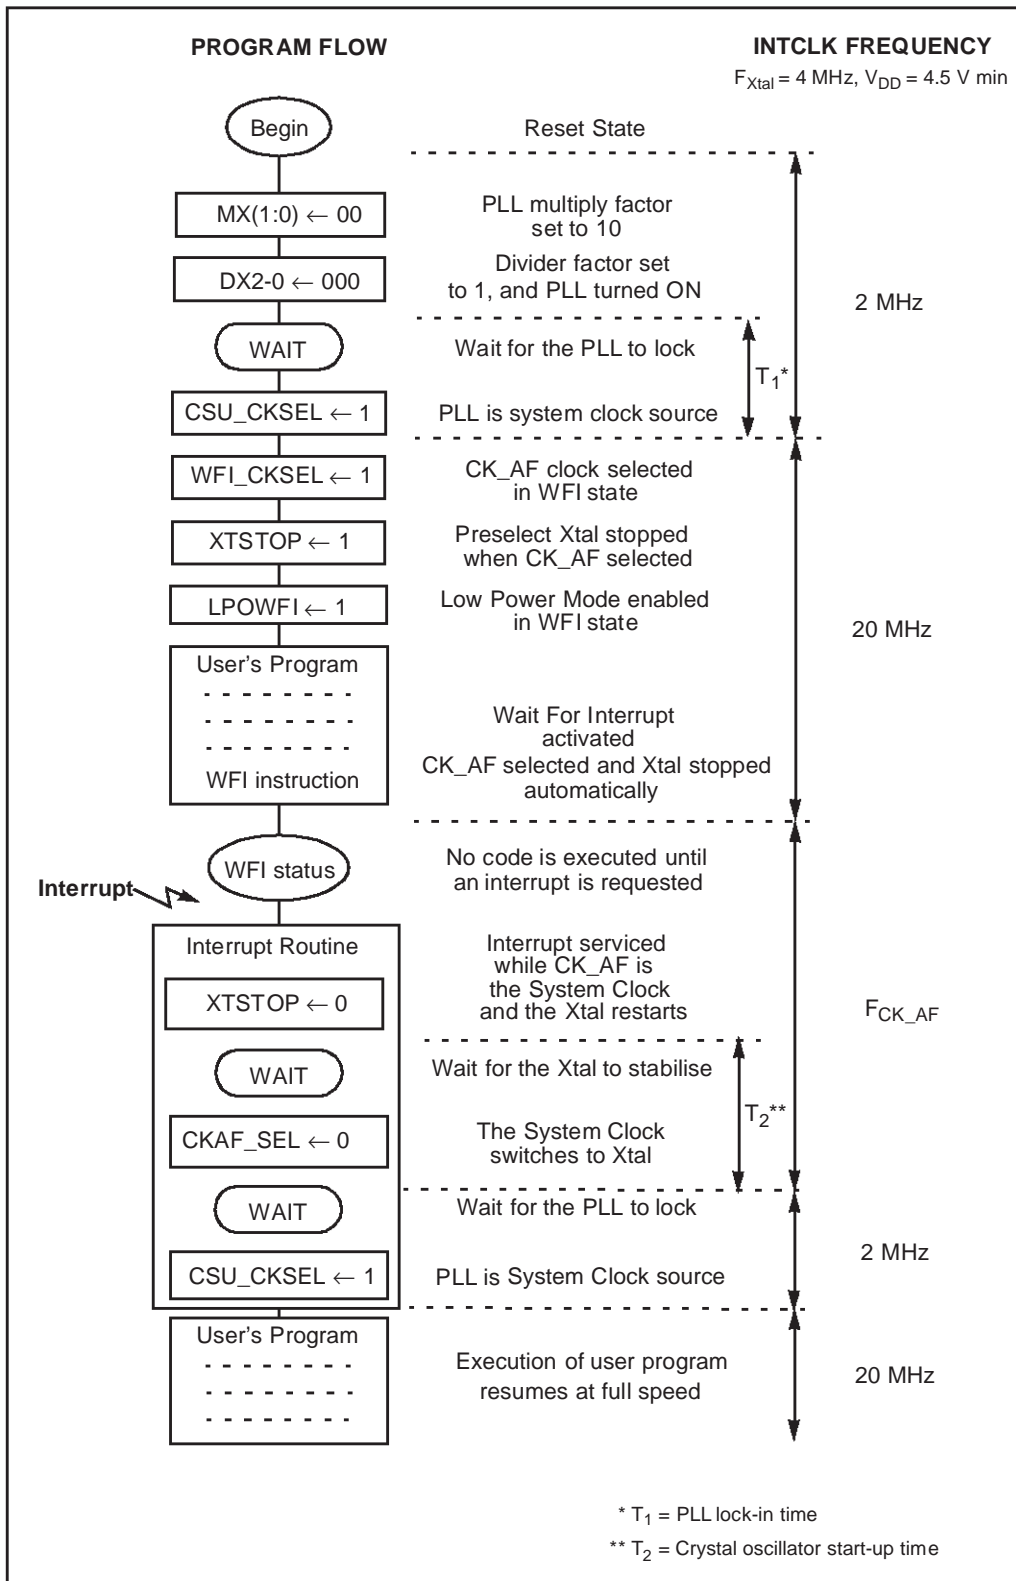 PROGRAM FLOW
INTCLK FREQUENCY
F_Xtal = 4 MHz, V_DD = 4.5 V min
Begin
Reset State
MX(1:0) ← 00
PLL multiply factor
set to 10
DX2-0 ← 000
Divider factor set
to 1, and PLL turned ON
2 MHz
WAIT
Wait for the PLL to lock
T_1*
CSU_CKSEL ← 1
PLL is system clock source
WFI_CKSEL ← 1
CK_AF clock selected
in WFI state
XTSTOP ← 1
Preselect Xtal stopped
when CK_AF selected
LPOWFI ← 1
Low Power Mode enabled
in WFI state
20 MHz
User's Program
WFI instruction
Wait For Interrupt
activated
CK_AF selected and Xtal stopped
automatically
WFI status
No code is executed until
an interrupt is requested
Interrupt
Interrupt Routine
Interrupt serviced
while CK_AF is
the System Clock
and the Xtal restarts
XTSTOP ← 0
F_CK_AF
WAIT
Wait for the Xtal to stabilise
T_2**
CKAF_SEL ← 0
The System Clock
switches to Xtal
WAIT
Wait for the PLL to lock
2 MHz
CSU_CKSEL ← 1
PLL is System Clock source
User's Program
Execution of user program
resumes at full speed
20 MHz
* T_1 = PLL lock-in time
** T_2 = Crystal oscillator start-up time